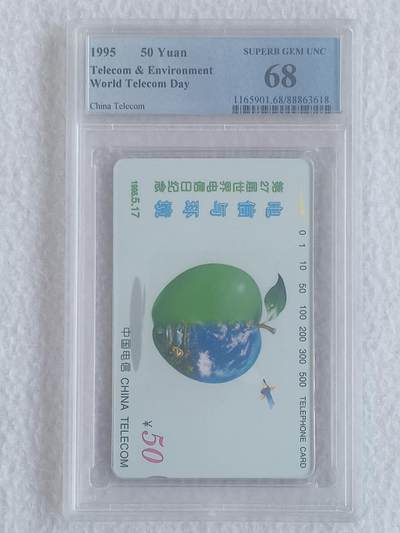 1995 50 Yuan
Telecom & Environment
World Telecom Day
China Telecom
SUPERB GEM UNC
68
1165901.68/88863618
电信与环境
第27届世界电信日纪念
1995.5.17
0 1 10 50 100 200 300 500 TELEPHONE CARD
中国电信 CHINA TELECOM
¥50